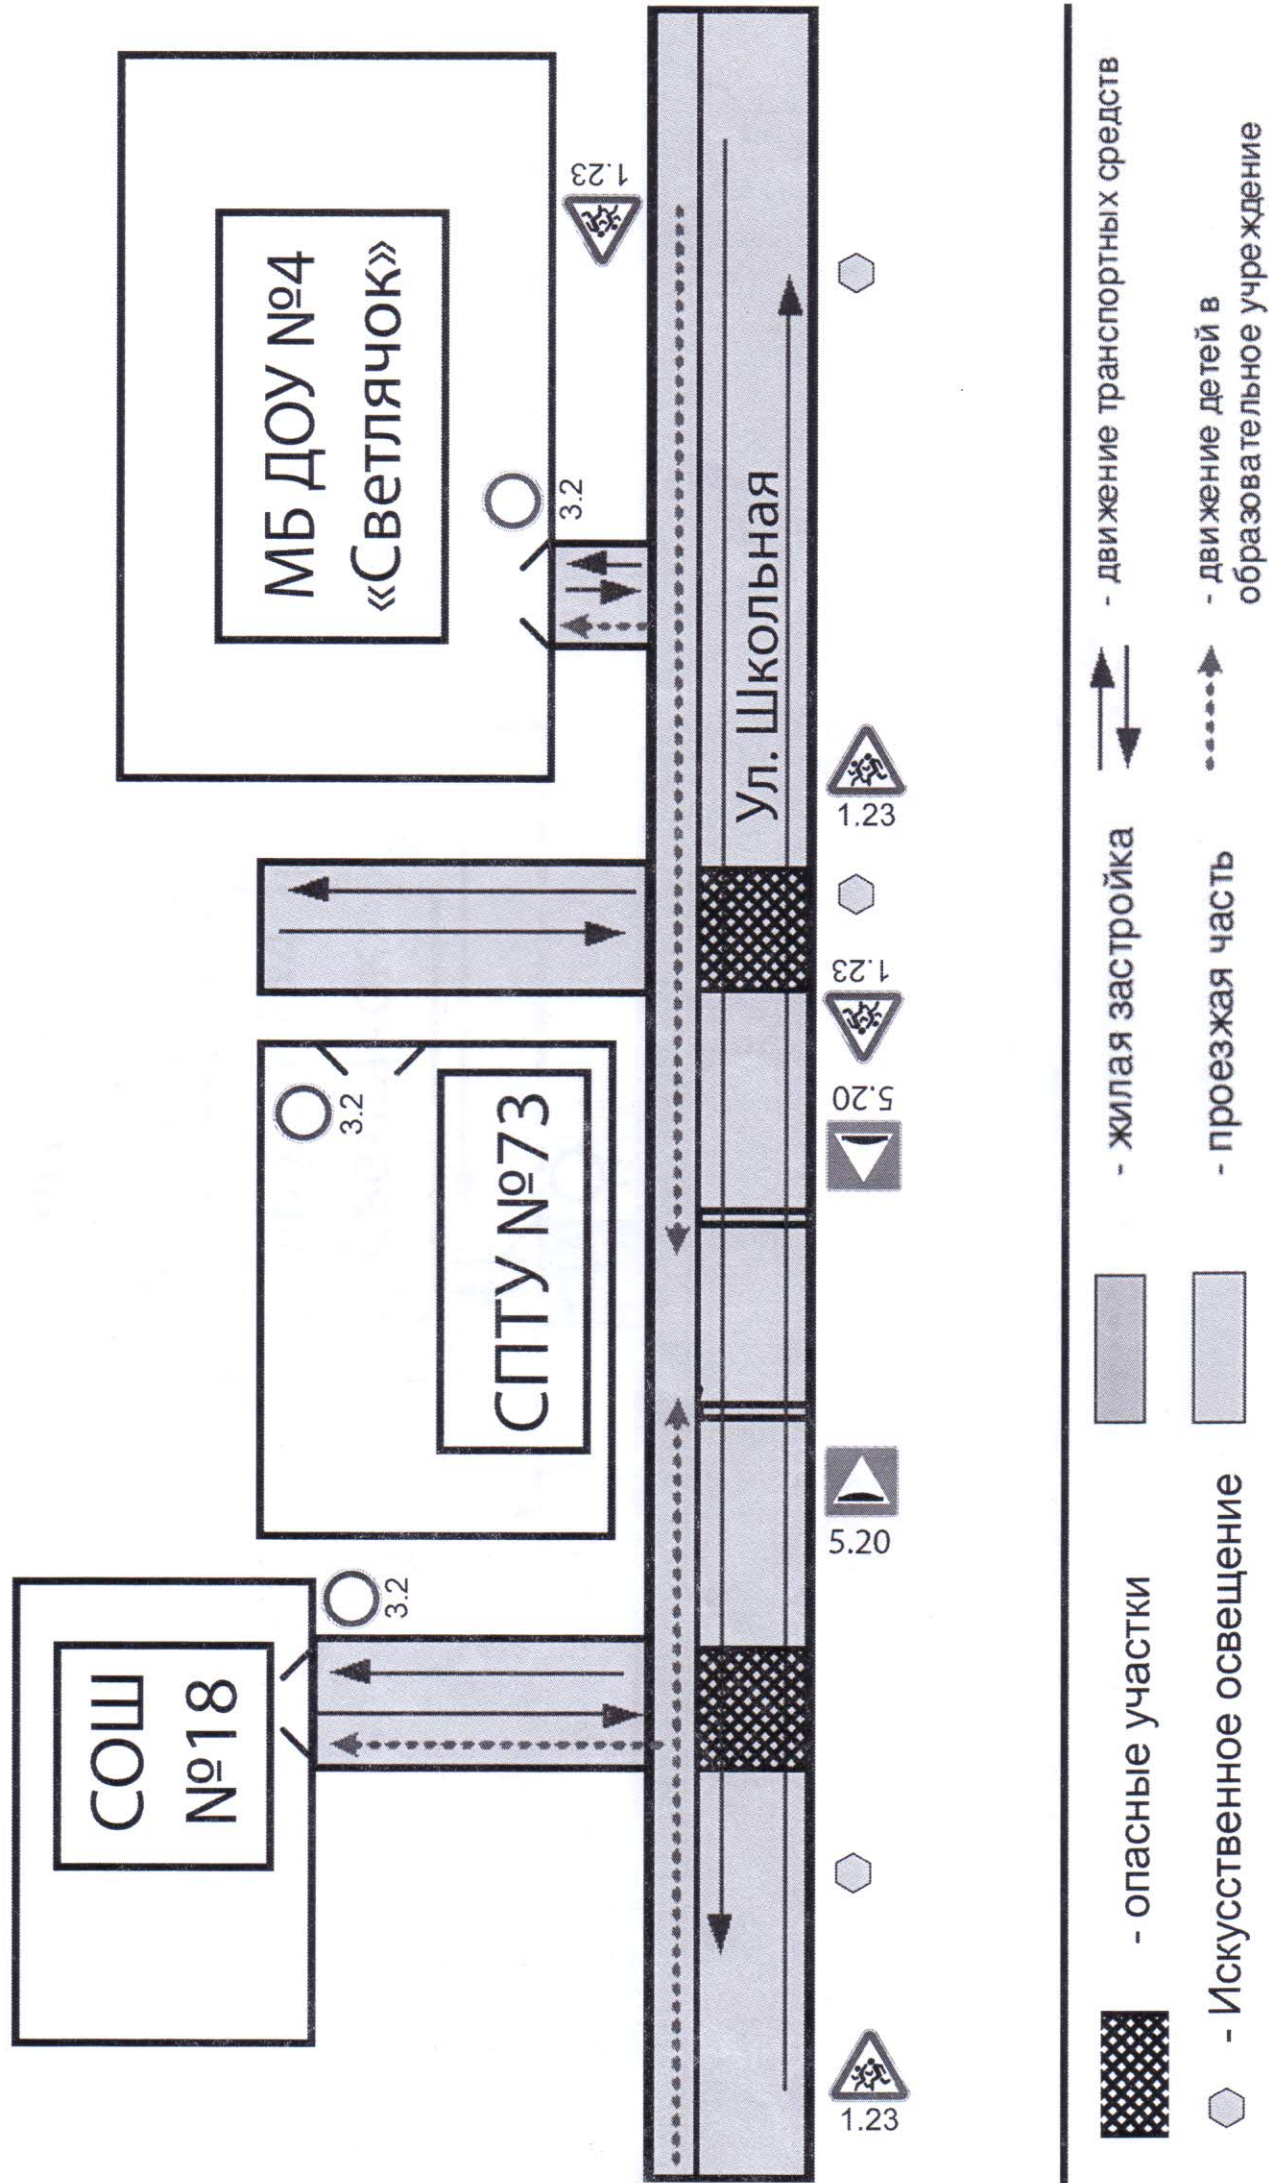 СОШ
№18
3.2
СПТУ №73
3.2
МБ ДОУ №4
«Светлячок»
3.2
1.23
Ул. Школьная
1.23
5.20
5.20
1.23
1.23
- опасные участки
- жилая застройка
- движение транспортных средств
- Искусственное освещение
- проезжая часть
- движение детей в
образовательное учреждение